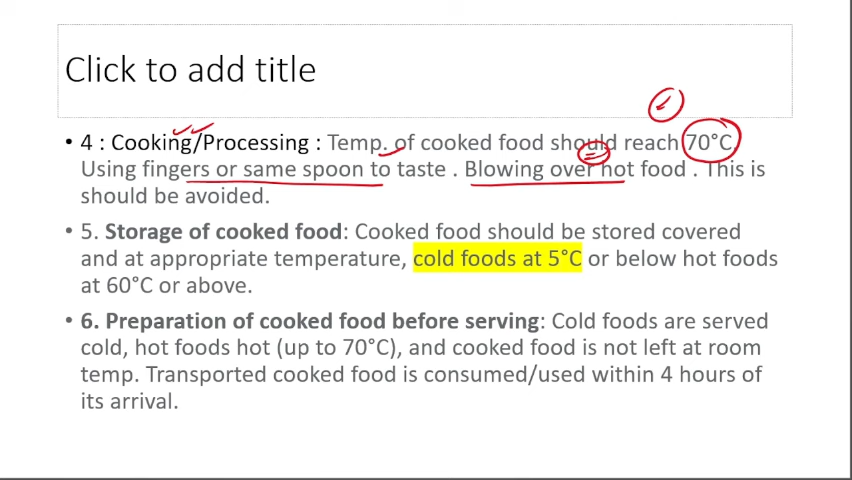 Click to add title
• 4 : Cooking/Processing : Temp. of cooked food should reach 70°C.
Using fingers or same spoon to taste . Blowing over hot food . This is
should be avoided.
• 5. Storage of cooked food: Cooked food should be stored covered
and at appropriate temperature, cold foods at 5°C or below hot foods
at 60°C or above.
• 6. Preparation of cooked food before serving: Cold foods are served
cold, hot foods hot (up to 70°C), and cooked food is not left at room
temp. Transported cooked food is consumed/used within 4 hours of
its arrival.